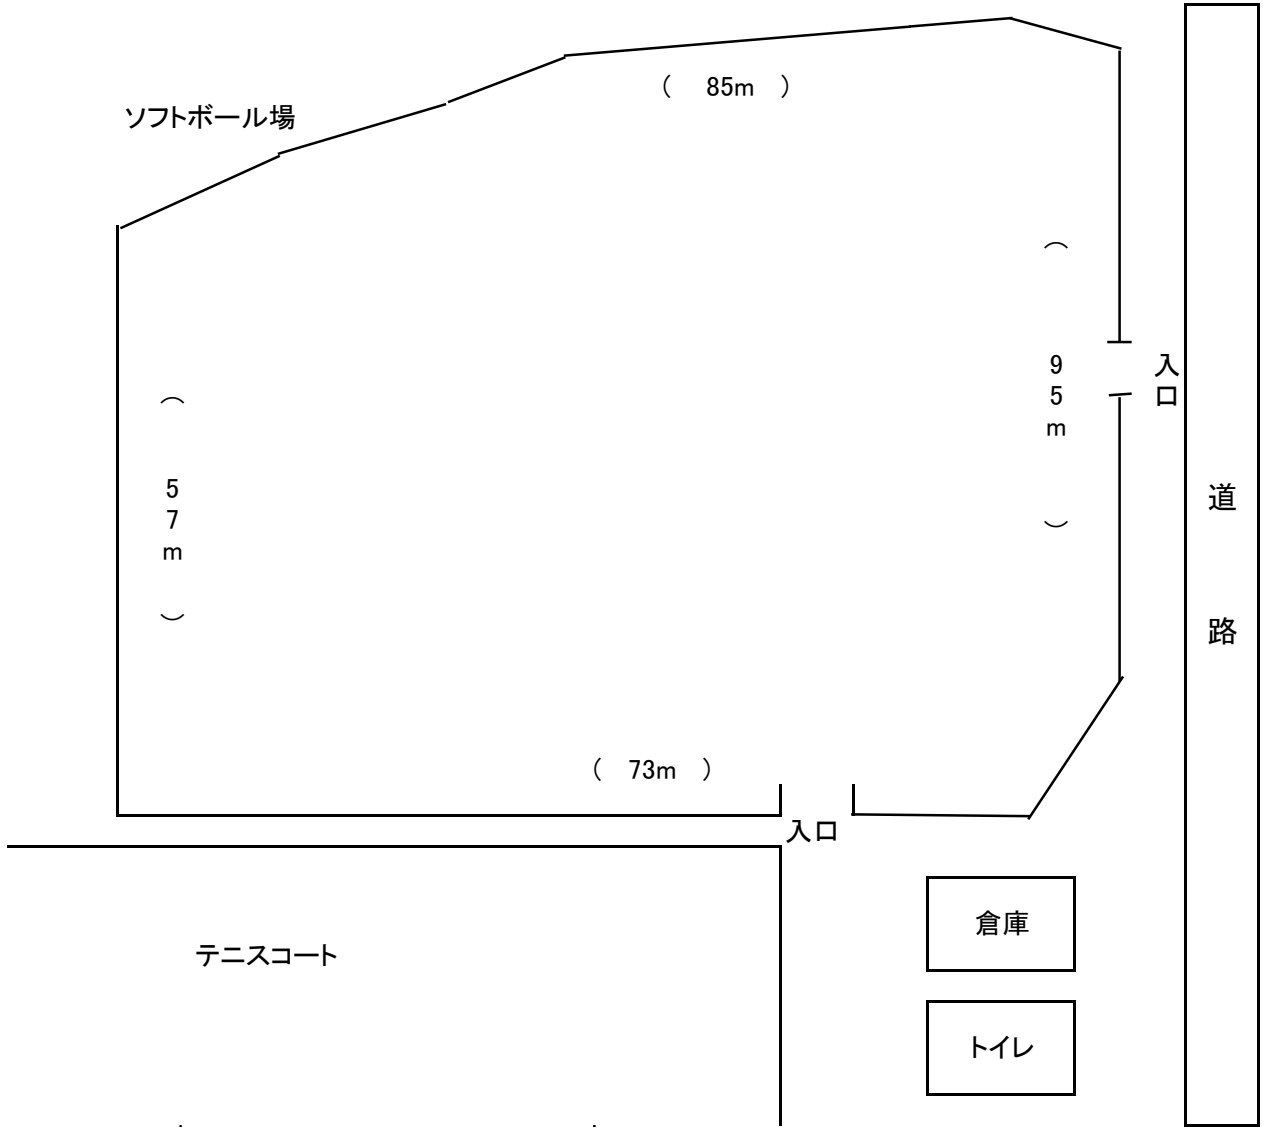 （　85m　）
ソフトボール場
（　95m　）
入口
（　57m　）
道路
（　73m　）
入口
倉庫
テニスコート
トイレ